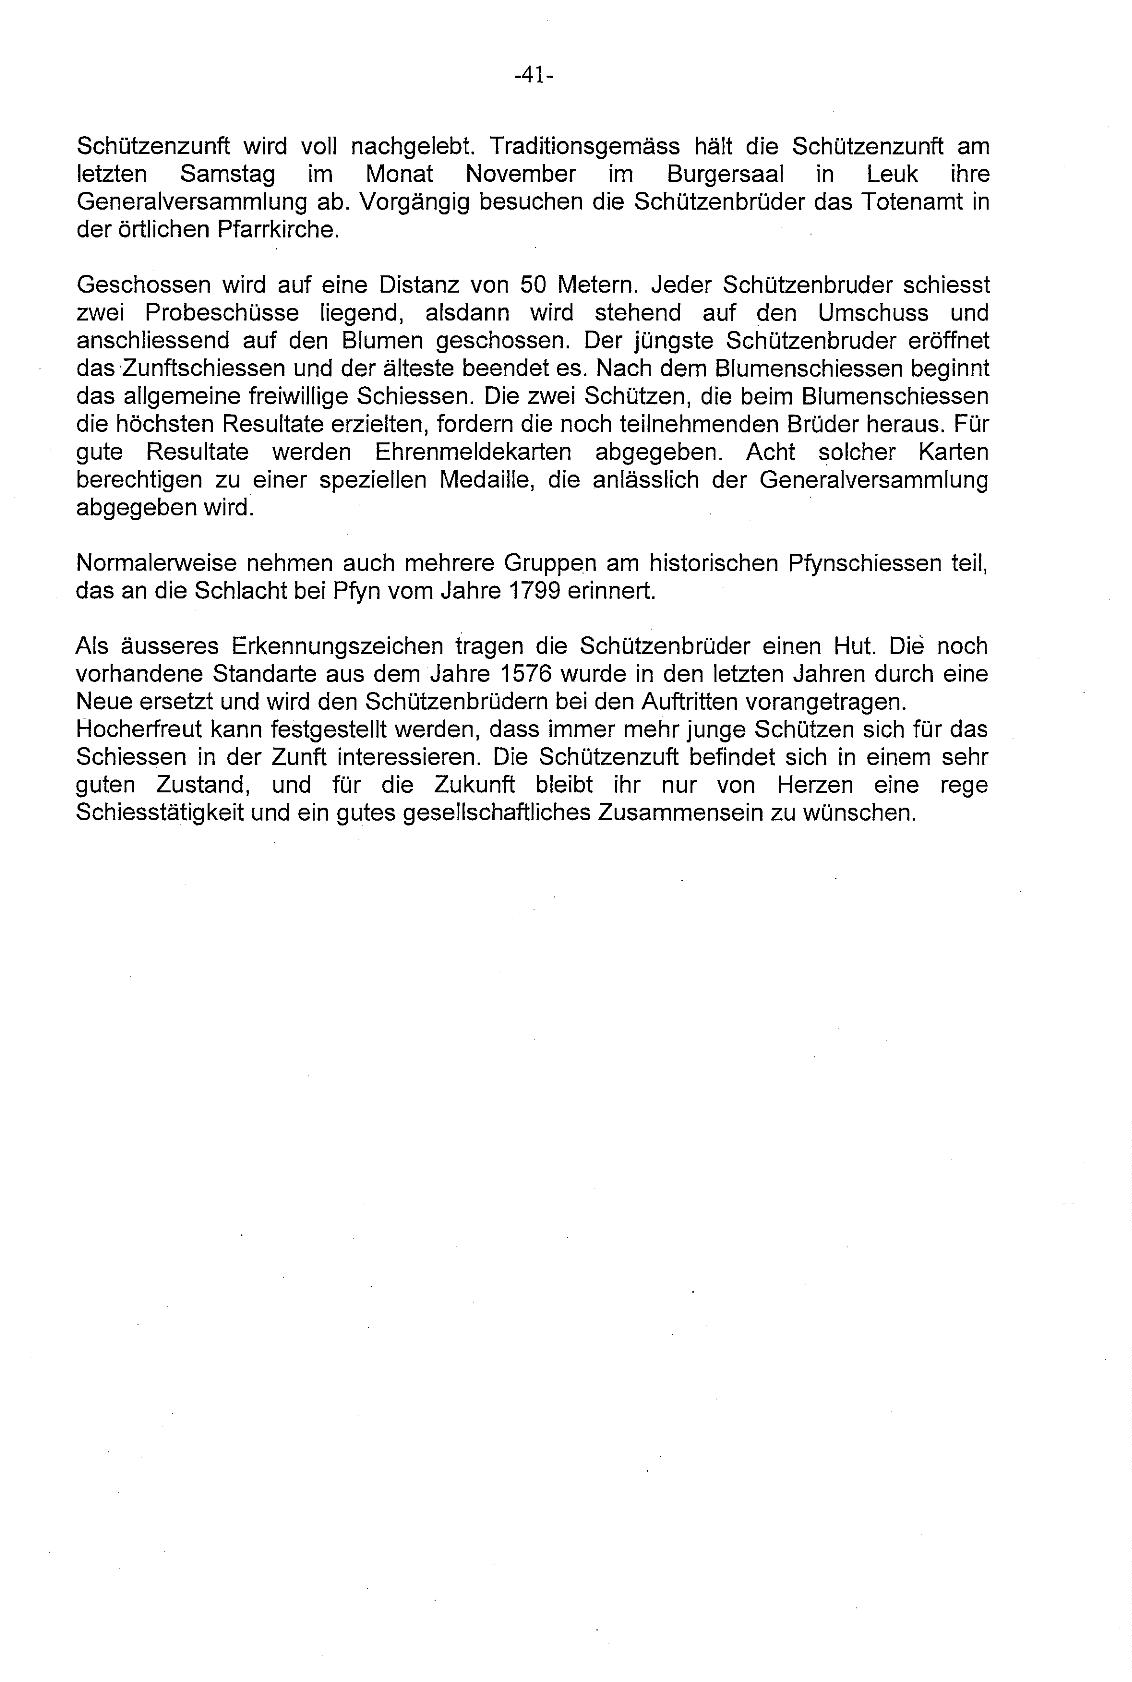 -41-
Schützenzunft wird voll nachgelebt. Traditionsgemäss hält die Schützenzunft am
letzten Samstag im Monat November im Burgersaal in Leuk ihre
Generalversammlung ab. Vorgängig besuchen die Schützenbrüder das Totenamt in
der örtlichen Pfarrkirche.
Geschossen wird auf eine Distanz von 50 Metern. Jeder Schützenbruder schiesst
zwei Probeschüsse liegend, alsdann wird stehend auf den Umschuss und
anschliessend auf den Blumen geschossen. Der jüngste Schützenbruder eröffnet
das Zunftschiessen und der älteste beendet es. Nach dem Blumenschiessen beginnt
das allgemeine freiwillige Schiessen. Die zwei Schützen, die beim Blumenschiessen
die höchsten Resultate erzielten, fordern die noch teilnehmenden Brüder heraus. Für
gute Resultate werden Ehrenmeldekarten abgegeben. Acht solcher Karten
berechtigen zu einer speziellen Medaille, die anlässlich der Generalversammlung
abgegeben wird.
Normalerweise nehmen auch mehrere Gruppen am historischen Pfynschiessen teil,
das an die Schlacht bei Pfyn vom Jahre 1799 erinnert.
Als äusseres Erkennungszeichen tragen die Schützenbrüder einen Hut. Die noch
vorhandene Standarte aus dem Jahre 1576 wurde in den letzten Jahren durch eine
Neue ersetzt und wird den Schützenbrüdern bei den Auftritten vorangetragen.
Hocherfreut kann festgestellt werden, dass immer mehr junge Schützen sich für das
Schiessen in der Zunft interessieren. Die Schützenzuft befindet sich in einem sehr
guten Zustand, und für die Zukunft bleibt ihr nur von Herzen eine rege
Schiesstätigkeit und ein gutes gesellschaftliches Zusammensein zu wünschen.